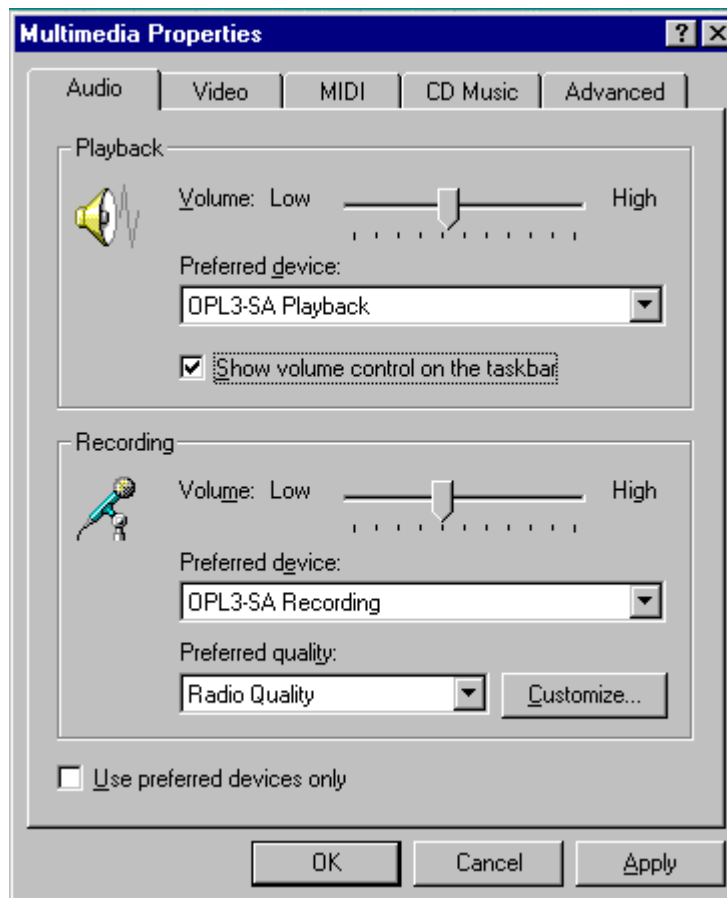 Multimedia Properties
Audio Video MIDI CD Music Advanced
Playback
Volume: Low High
Preferred device:
OPL3-SA Playback
Show volume control on the taskbar
Recording
Volume: Low High
Preferred device:
OPL3-SA Recording
Preferred quality:
Radio Quality Customize...
Use preferred devices only
OK Cancel Apply